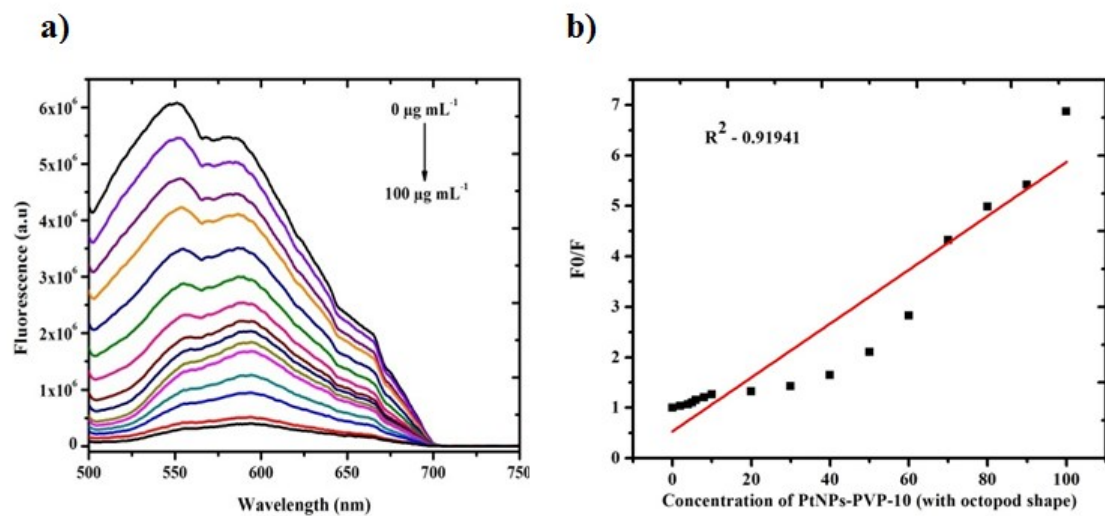 a)
Fluorescence (a.u)
6x10⁶
5x10⁶
4x10⁶
3x10⁶
2x10⁶
1x10⁶
0
500 550 600 650 700 750
Wavelength (nm)
0 µg mL⁻¹
100 µg mL⁻¹
b)
F0/F
7
6
5
4
3
2
1
0
0 20 40 60 80 100
Concentration of PtNPs-PVP-10 (with octopod shape)
R² - 0.91941